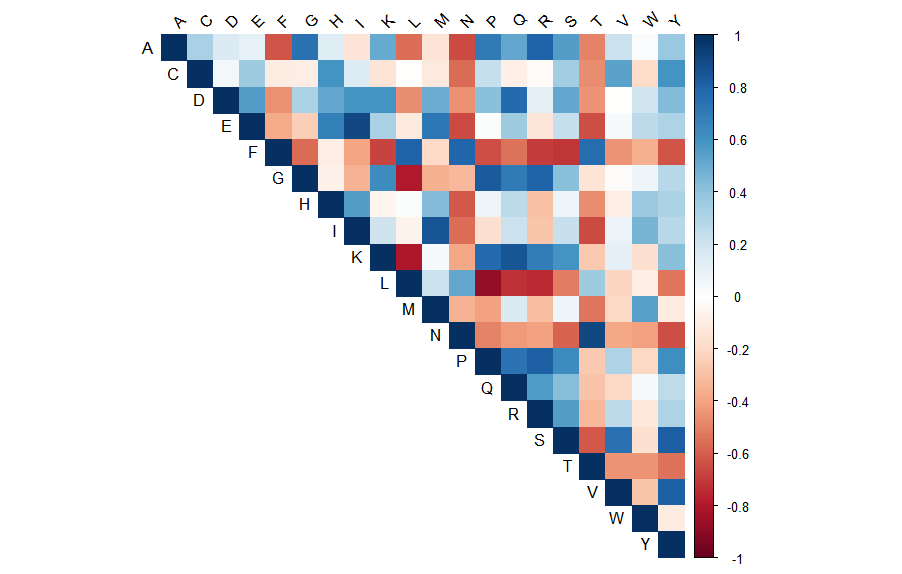 A C D E F G H I K L M N P Q R S T V W Y
A
C
D
E
F
G
H
I
K
L
M
N
P
Q
R
S
T
V
W
Y
1
0.8
0.6
0.4
0.2
0
-0.2
-0.4
-0.6
-0.8
-1